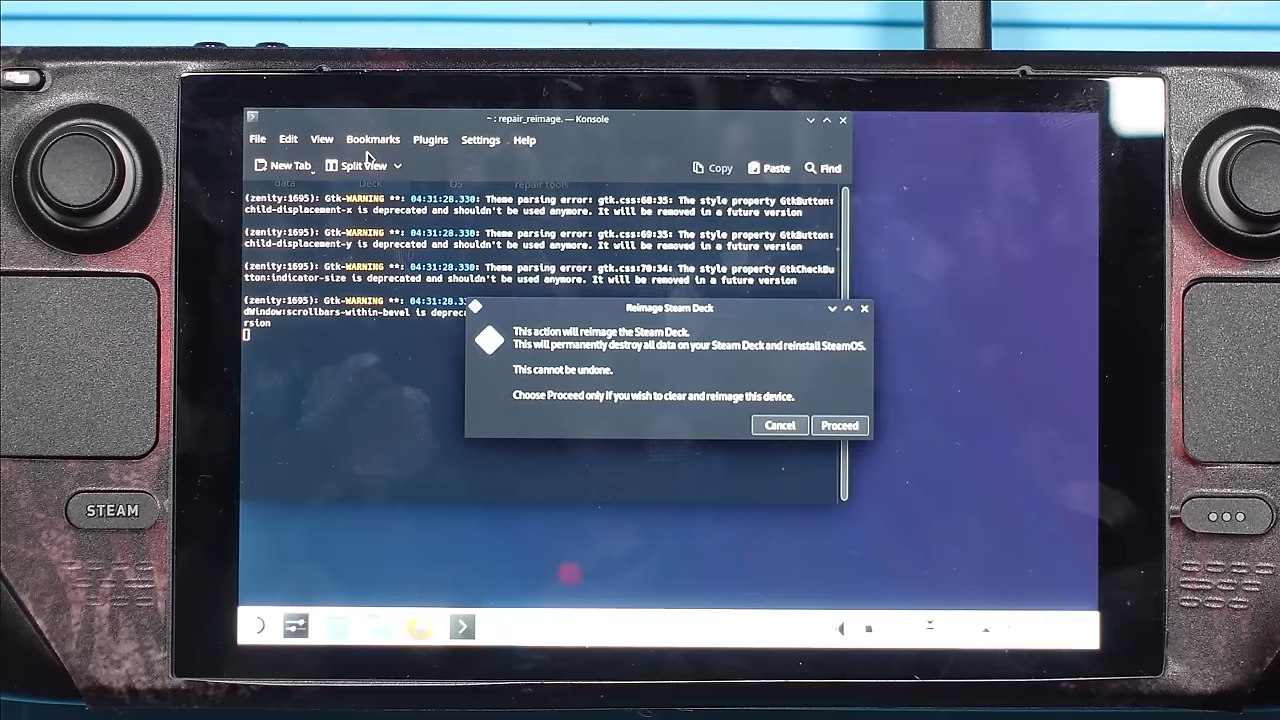 ~ : repair_reimage. — Konsole
File Edit View Bookmarks Plugins Settings Help
New Tab Split View Copy Paste Find
data Deck OS repair tools
(zenity:1695): Gtk-WARNING **: 04:31:28.330: Theme parsing error: gtk.css:68:35: The style property GtkButton:
child-displacement-x is deprecated and shouldn't be used anymore. It will be removed in a future version
(zenity:1695): Gtk-WARNING **: 04:31:28.330: Theme parsing error: gtk.css:69:35: The style property GtkButton:
child-displacement-y is deprecated and shouldn't be used anymore. It will be removed in a future version
(zenity:1695): Gtk-WARNING **: 04:31:28.330: Theme parsing error: gtk.css:70:34: The style property GtkCheckBu
tton:indicator-size is deprecated and shouldn't be used anymore. It will be removed in a future version
(zenity:1695): Gtk-WARNING **: 04:31:28.3
dWindow:scrollbars-within-bevel is deprec
rsion
Reimage Steam Deck
This action will reimage the Steam Deck.
This will permanently destroy all data on your Steam Deck and reinstall SteamOS.
This cannot be undone.
Choose Proceed only if you wish to clear and reimage this device.
Cancel Proceed
STEAM